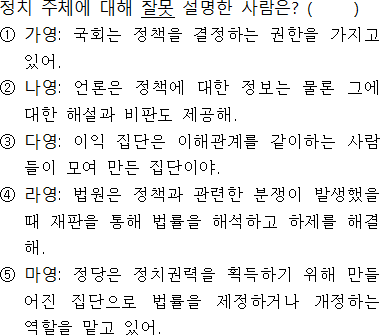 정치 주체에 대해 잘못 설명한 사람은? (      )
① 가영: 국회는 정책을 결정하는 권한을 가지고
있어.
② 나영: 언론은 정책에 대한 정보는 물론 그에
대한 해설과 비판도 제공해.
③ 다영: 이익 집단은 이해관계를 같이하는 사람
들이 모여 만든 집단이야.
④ 라영: 법원은 정책과 관련한 분쟁이 발생했을
때 재판을 통해 법률을 해석하고 하제를 해결
해.
⑤ 마영: 정당은 정치권력을 획득하기 위해 만들
어진 집단으로 법률을 제정하거나 개정하는
역할을 맡고 있어.